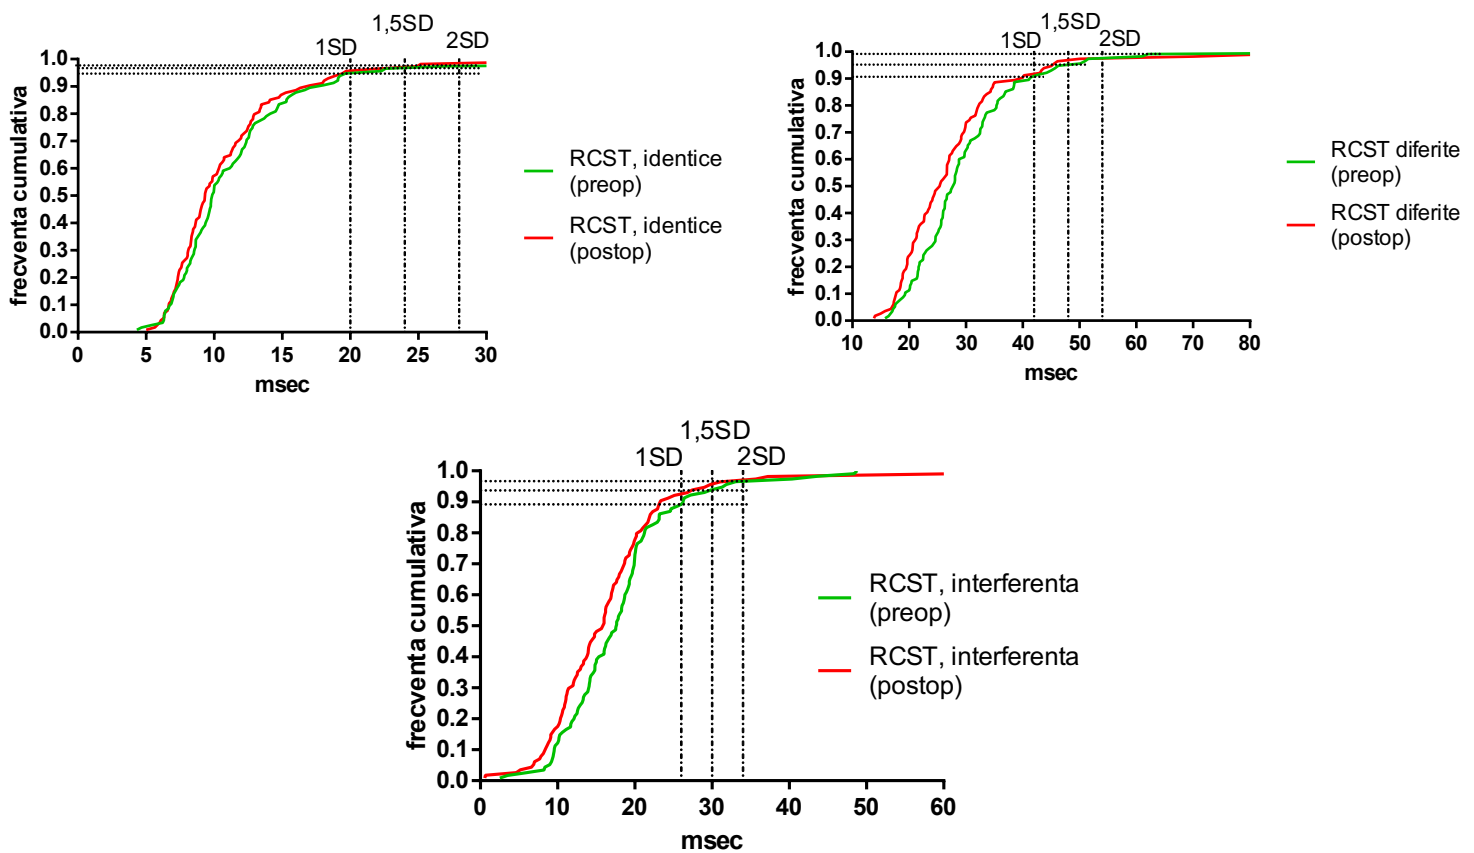 1SD
1,5SD
2SD
1.0
0.9
0.8
0.7
0.6
0.5
0.4
0.3
0.2
0.1
0.0
frecventa cumulativa
0 5 10 15 20 25 30
msec
RCST, identice
(preop)
RCST, identice
(postop)
1SD
1,5SD
2SD
1.0
0.9
0.8
0.7
0.6
0.5
0.4
0.3
0.2
0.1
0.0
frecventa cumulativa
10 20 30 40 50 60 70 80
msec
RCST diferite
(preop)
RCST diferite
(postop)
1SD
1,5SD
2SD
1.0
0.9
0.8
0.7
0.6
0.5
0.4
0.3
0.2
0.1
0.0
frecventa cumulativa
0 10 20 30 40 50 60
msec
RCST, interferenta
(preop)
RCST, interferenta
(postop)